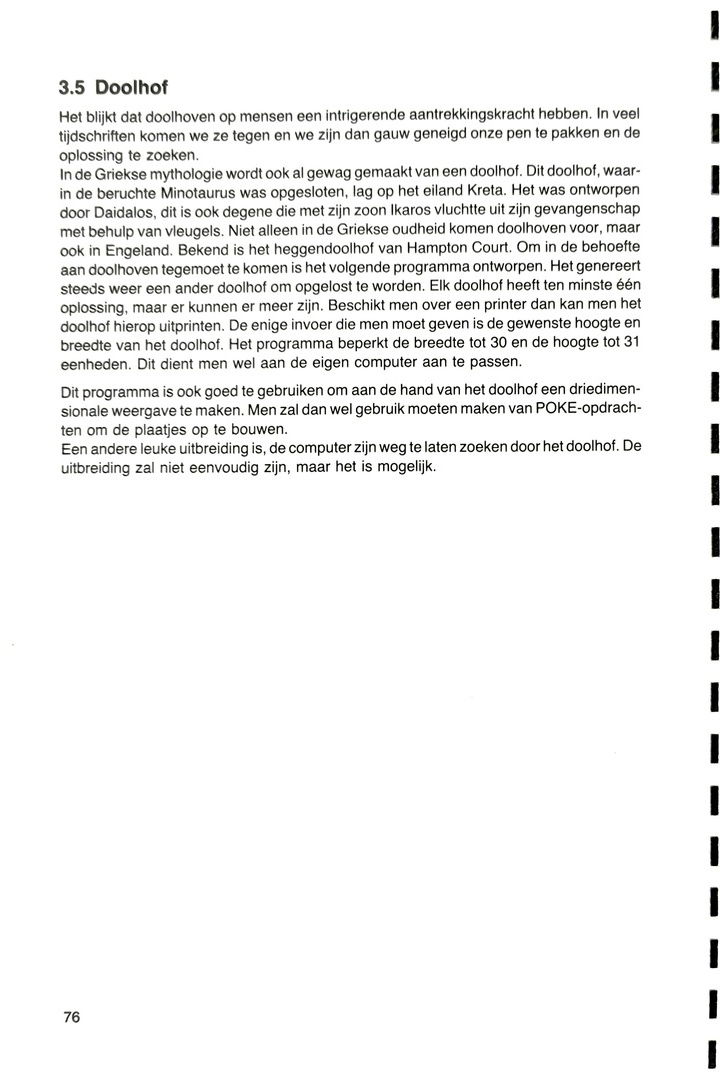 3.5 Doolhof
Het blijkt dat doolhoven op mensen een intrigerende aantrekkingskracht hebben. In veel
tijdschriften komen we ze tegen en we zijn dan gauw geneigd onze pen te pakken en de
oplossing te zoeken.
In de Griekse mythologie wordt ook al gewag gemaakt van een doolhof. Dit doolhof, waar-
in de beruchte Minotaurus was opgesloten, lag op het eiland Kreta. Het was ontworpen
door Daidalos, dit is ook degene die met zijn zoon Ikaros vluchtte uit zijn gevangenschap
met behulp van vleugels. Niet alleen in de Griekse oudheid komen doolhoven voor, maar
ook in Engeland. Bekend is het heggendoolhof van Hampton Court. Om in de behoefte
aan doolhoven tegemoet te komen is het volgende programma ontworpen. Het genereert
steeds weer een ander doolhof om opgelost te worden. Elk doolhof heeft ten minste één
oplossing, maar er kunnen er meer zijn. Beschikt men over een printer dan kan men het
doolhof hierop uitprinten. De enige invoer die men moet geven is de gewenste hoogte en
breedte van het doolhof. Het programma beperkt de breedte tot 30 en de hoogte tot 31
eenheden. Dit dient men wel aan de eigen computer aan te passen.
Dit programma is ook goed te gebruiken om aan de hand van het doolhof een driedimen-
sionale weergave te maken. Men zal dan wel gebruik moeten maken van POKE-opdrach-
ten om de plaatjes op te bouwen.
Een andere leuke uitbreiding is, de computer zijn weg te laten zoeken door het doolhof. De
uitbreiding zal niet eenvoudig zijn, maar het is mogelijk.
76